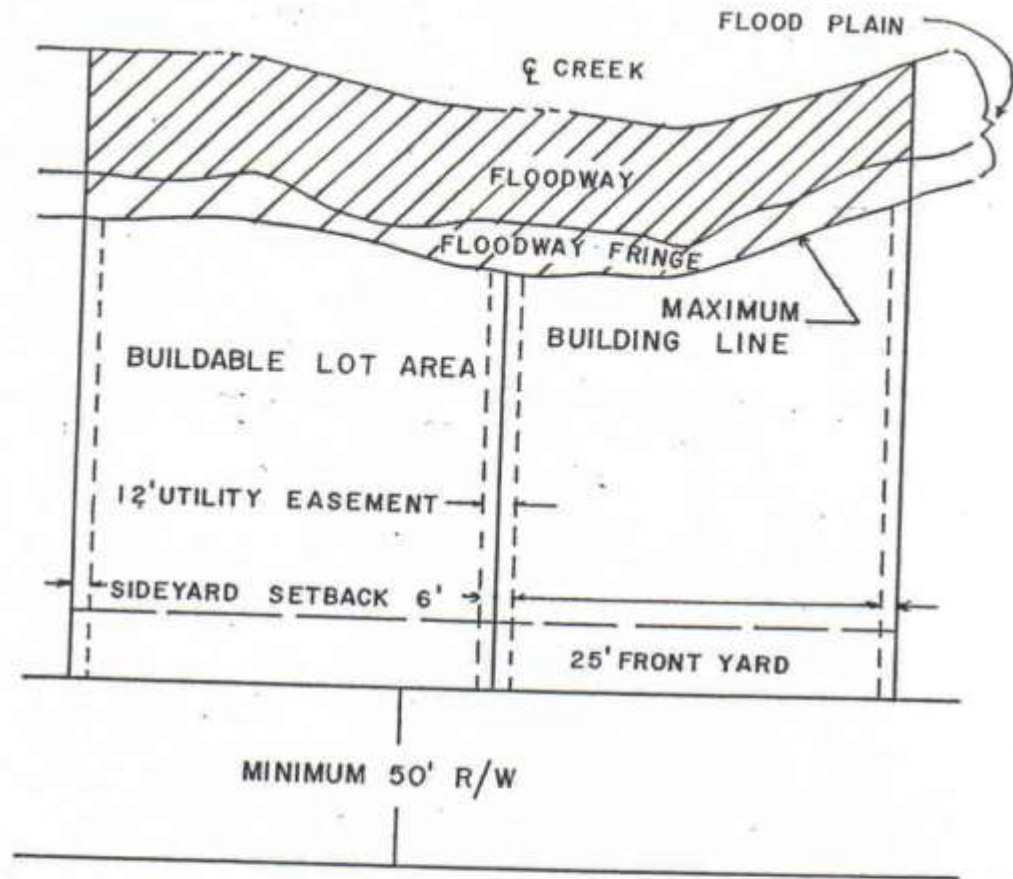 FLOOD PLAIN
℄ CREEK
FLOODWAY
FLOODWAY FRINGE
MAXIMUM
BUILDING LINE
BUILDABLE LOT AREA
12' UTILITY EASEMENT
SIDEYARD SETBACK 6'
25' FRONT YARD
MINIMUM 50' R/W